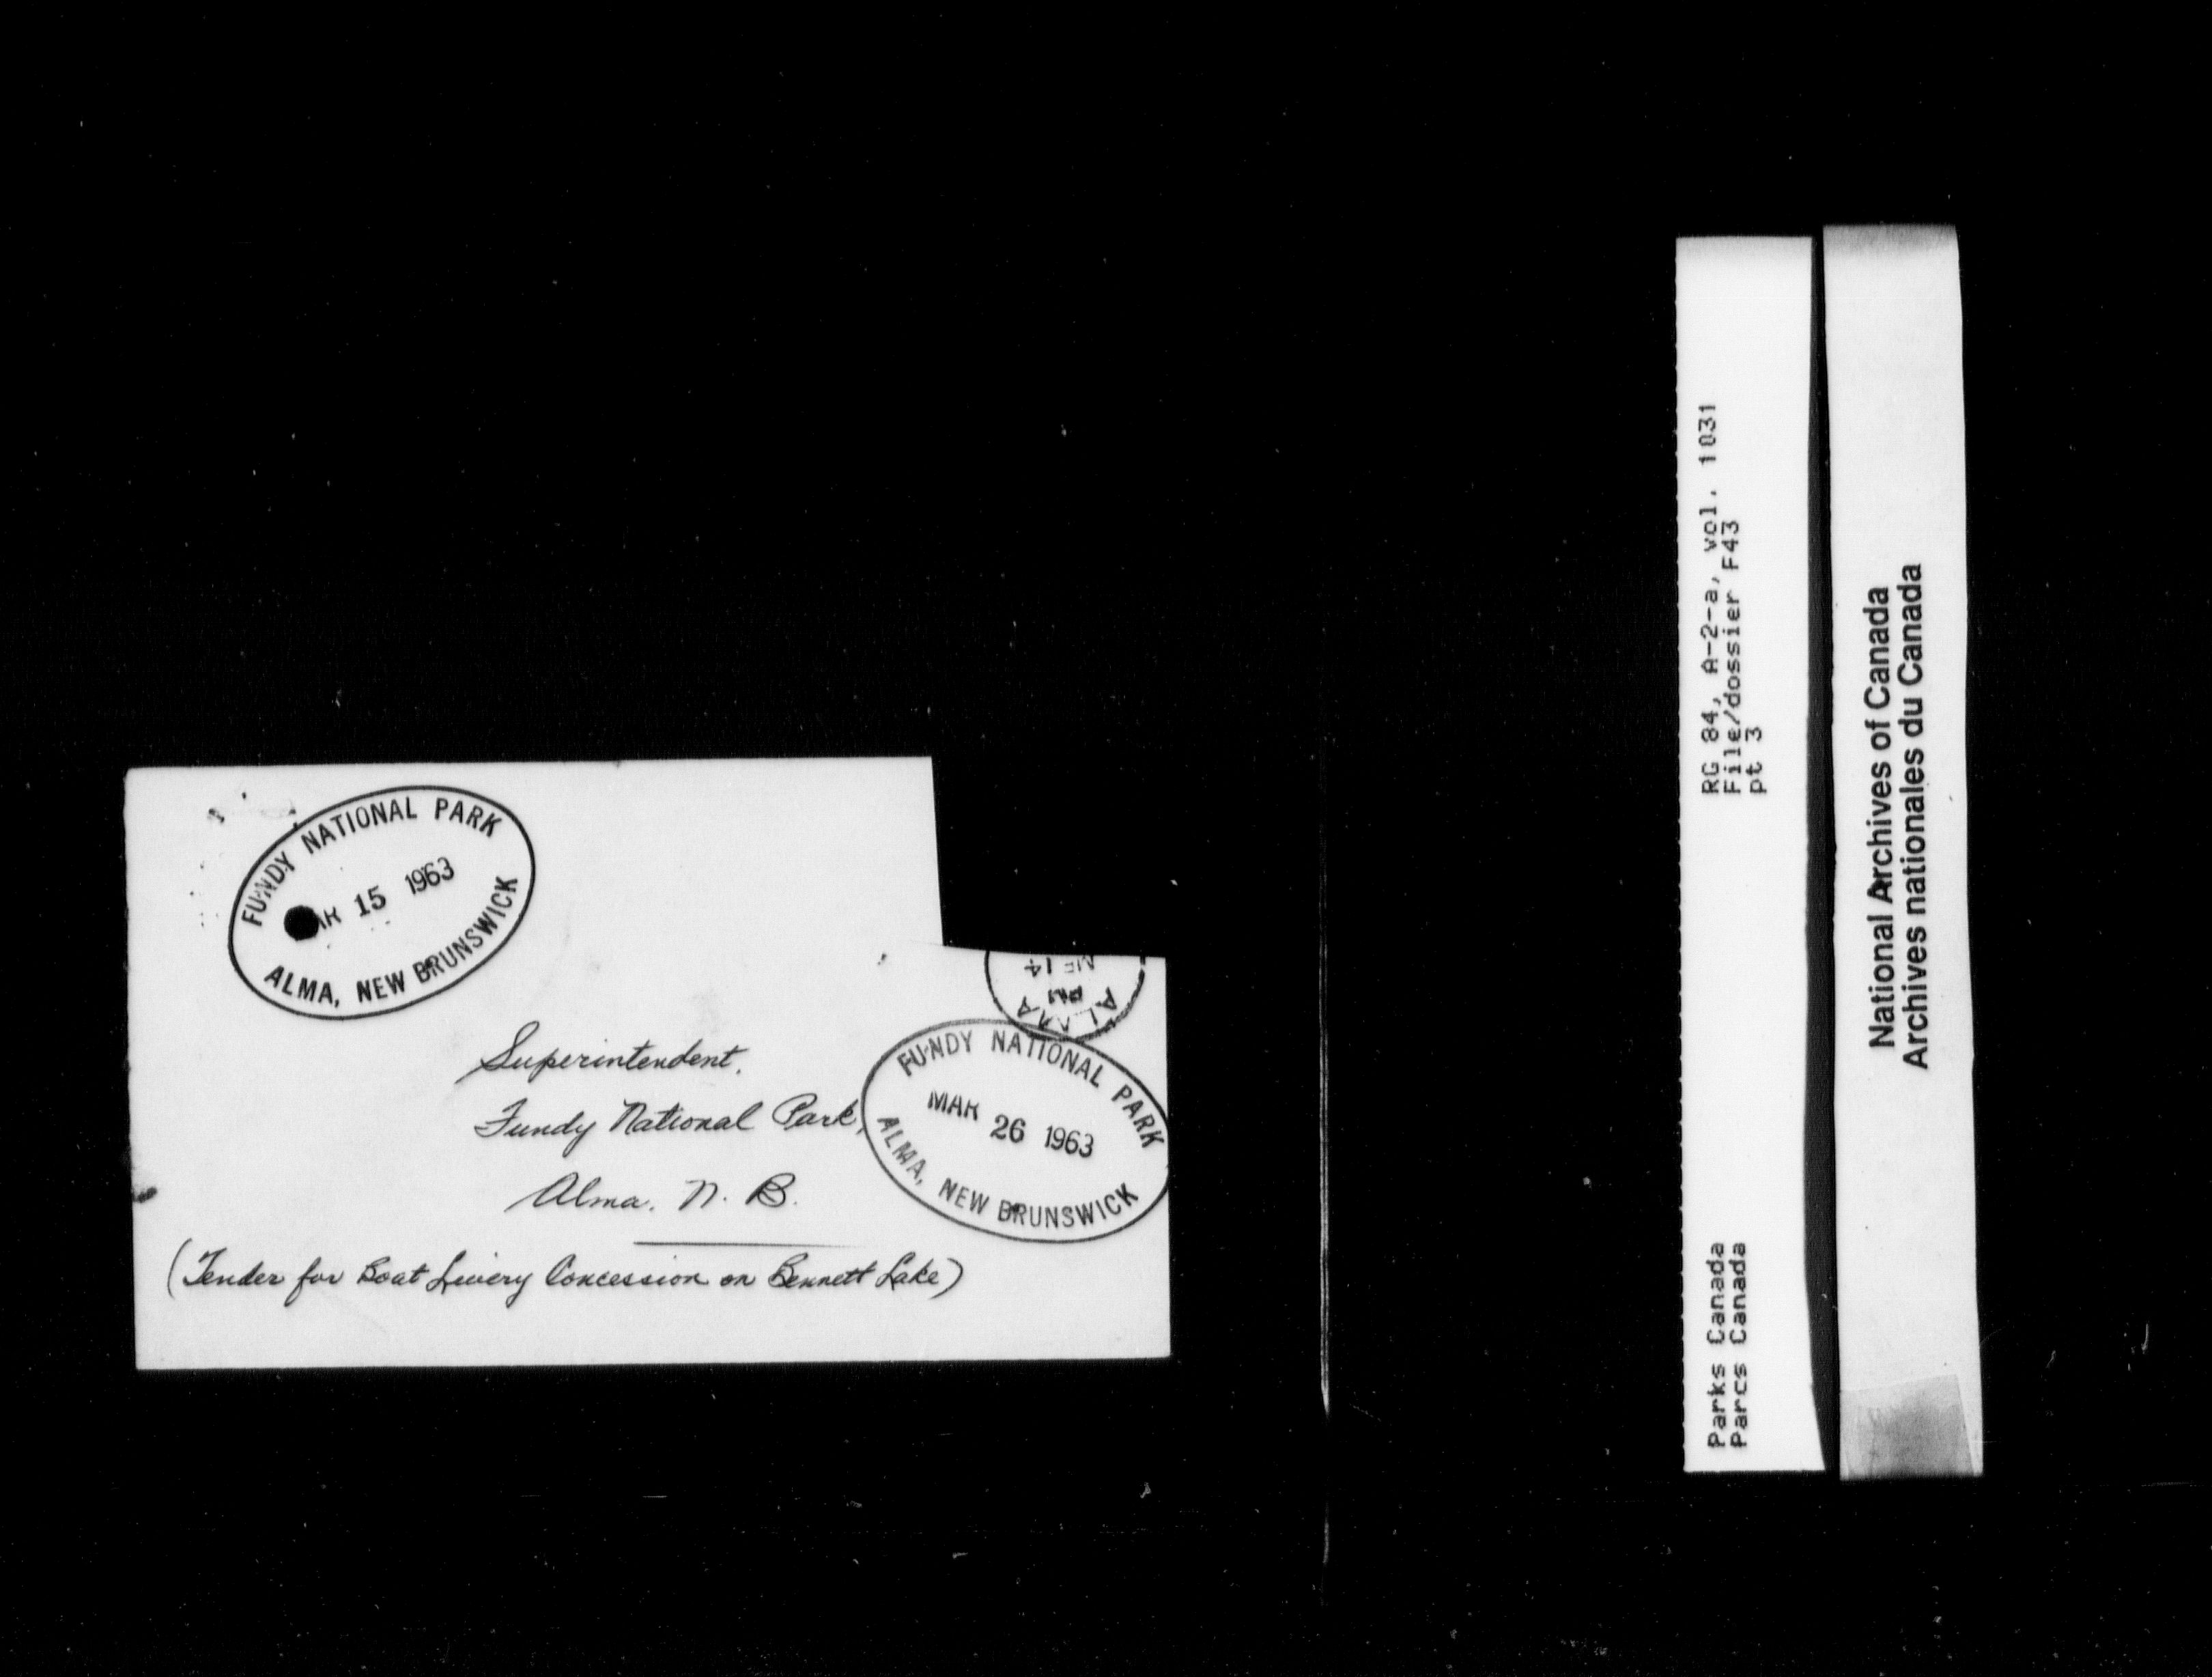 FUNDY NATIONAL PARK
15 1963
ALMA, NEW BRUNSWICK
14
PM
ALMA
FUNDY NATIONAL PARK
MAR 26 1963
ALMA, NEW BRUNSWICK
Superintendent,
Fundy National Park,
Alma. N. B.
(Tender for Boat Livery Concession on Bennett Lake)
RG 84, A-2-a, vol. 1031
File/dossier F43
pt 3
Parks Canada
Parcs Canada
National Archives of Canada
Archives nationales du Canada